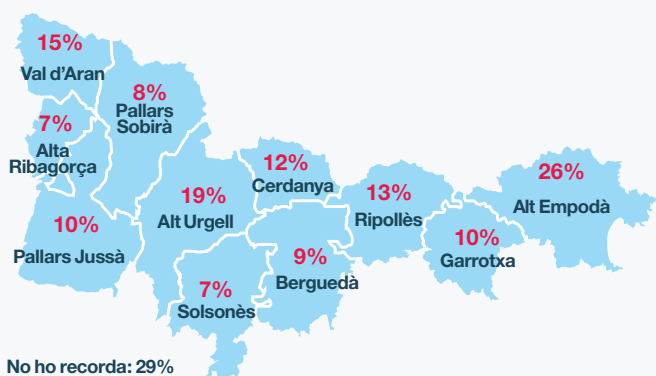 15%
Val d'Aran
8%
Pallars
Sobirà
7%
Alta
Ribagorça
12%
Cerdanya
26%
Alt Empodà
13%
Ripollès
19%
Alt Urgell
10%
Pallars Jussà
10%
Garrotxa
9%
Berguedà
7%
Solsonès
No ho recorda: 29%